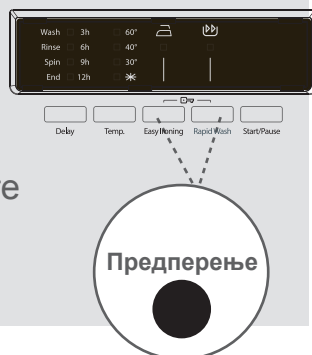 Wash 3h 60°
Rinse 6h 40°
Spin 9h 30°
End 12h
Delay Temp. Easy Ironing Rapid Wash Start/Pause
Предперење